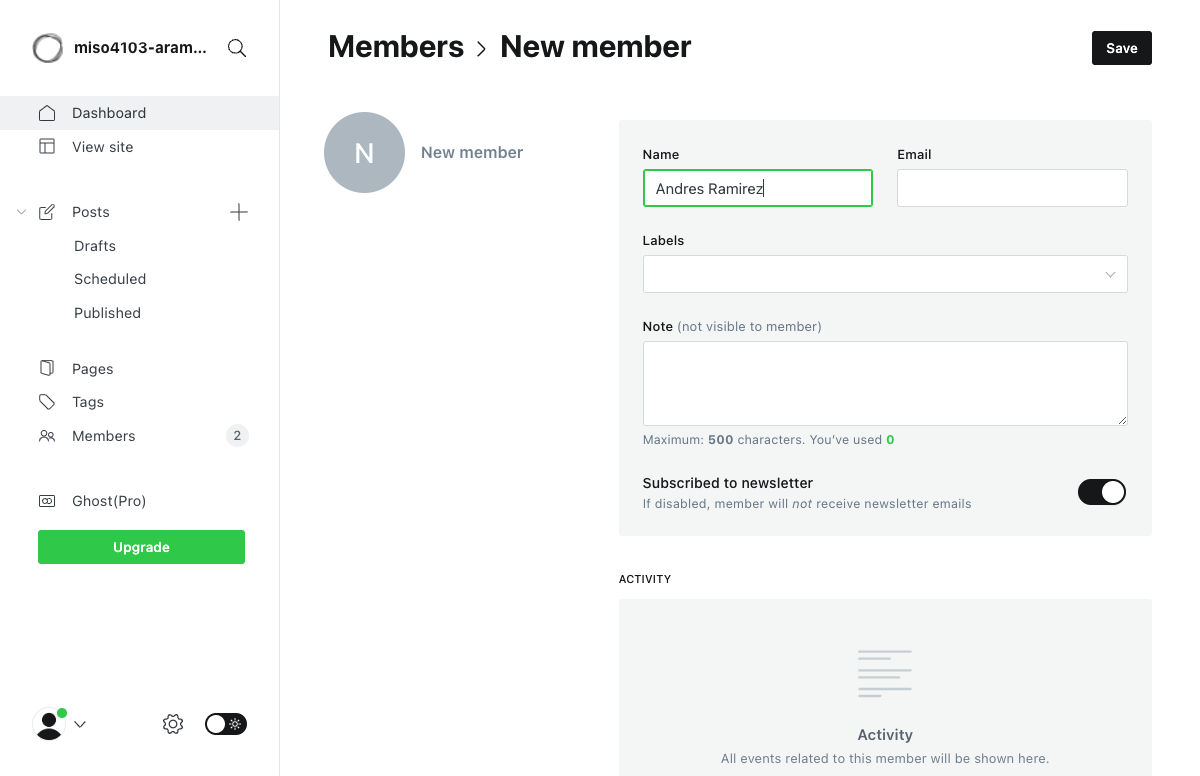 miso4103-aram...
Dashboard
View site
Posts
Drafts
Scheduled
Published
Pages
Tags
Members 2
Ghost(Pro)
Upgrade
Members > New member
Save
N New member
Name Email
Andres Ramirez
Labels
Note (not visible to member)
Maximum: 500 characters. You’ve used 0
Subscribed to newsletter
If disabled, member will not receive newsletter emails
ACTIVITY
Activity
All events related to this member will be shown here.